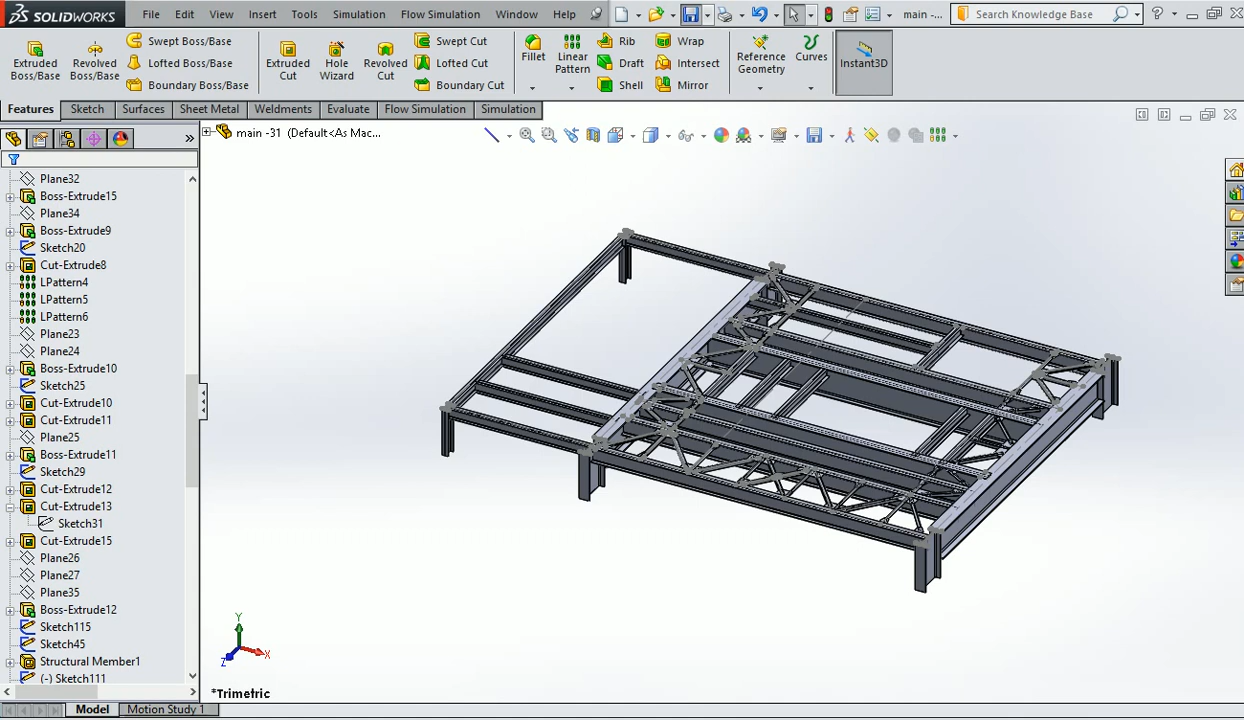 SOLIDWORKS File Edit View Insert Tools Simulation Flow Simulation Window Help main -... Search Knowledge Base ?
Extruded Boss/Base
Revolved Boss/Base
Swept Boss/Base
Lofted Boss/Base
Boundary Boss/Base
Extruded Cut
Hole Wizard
Revolved Cut
Swept Cut
Lofted Cut
Boundary Cut
Fillet
Linear Pattern
Rib
Draft
Shell
Wrap
Intersect
Mirror
Reference Geometry
Curves
Instant3D
Features Sketch Surfaces Sheet Metal Weldments Evaluate Flow Simulation Simulation
main -31 (Default<As Mac...
Plane32
Boss-Extrude15
Plane34
Boss-Extrude9
Sketch20
Cut-Extrude8
LPattern4
LPattern5
LPattern6
Plane23
Plane24
Boss-Extrude10
Sketch25
Cut-Extrude10
Cut-Extrude11
Plane25
Boss-Extrude11
Sketch29
Cut-Extrude12
Cut-Extrude13
Sketch31
Cut-Extrude15
Plane26
Plane27
Plane35
Boss-Extrude12
Sketch115
Sketch45
Structural Member1
(-) Sketch111
Y
X
Z
*Trimetric
Model Motion Study 1